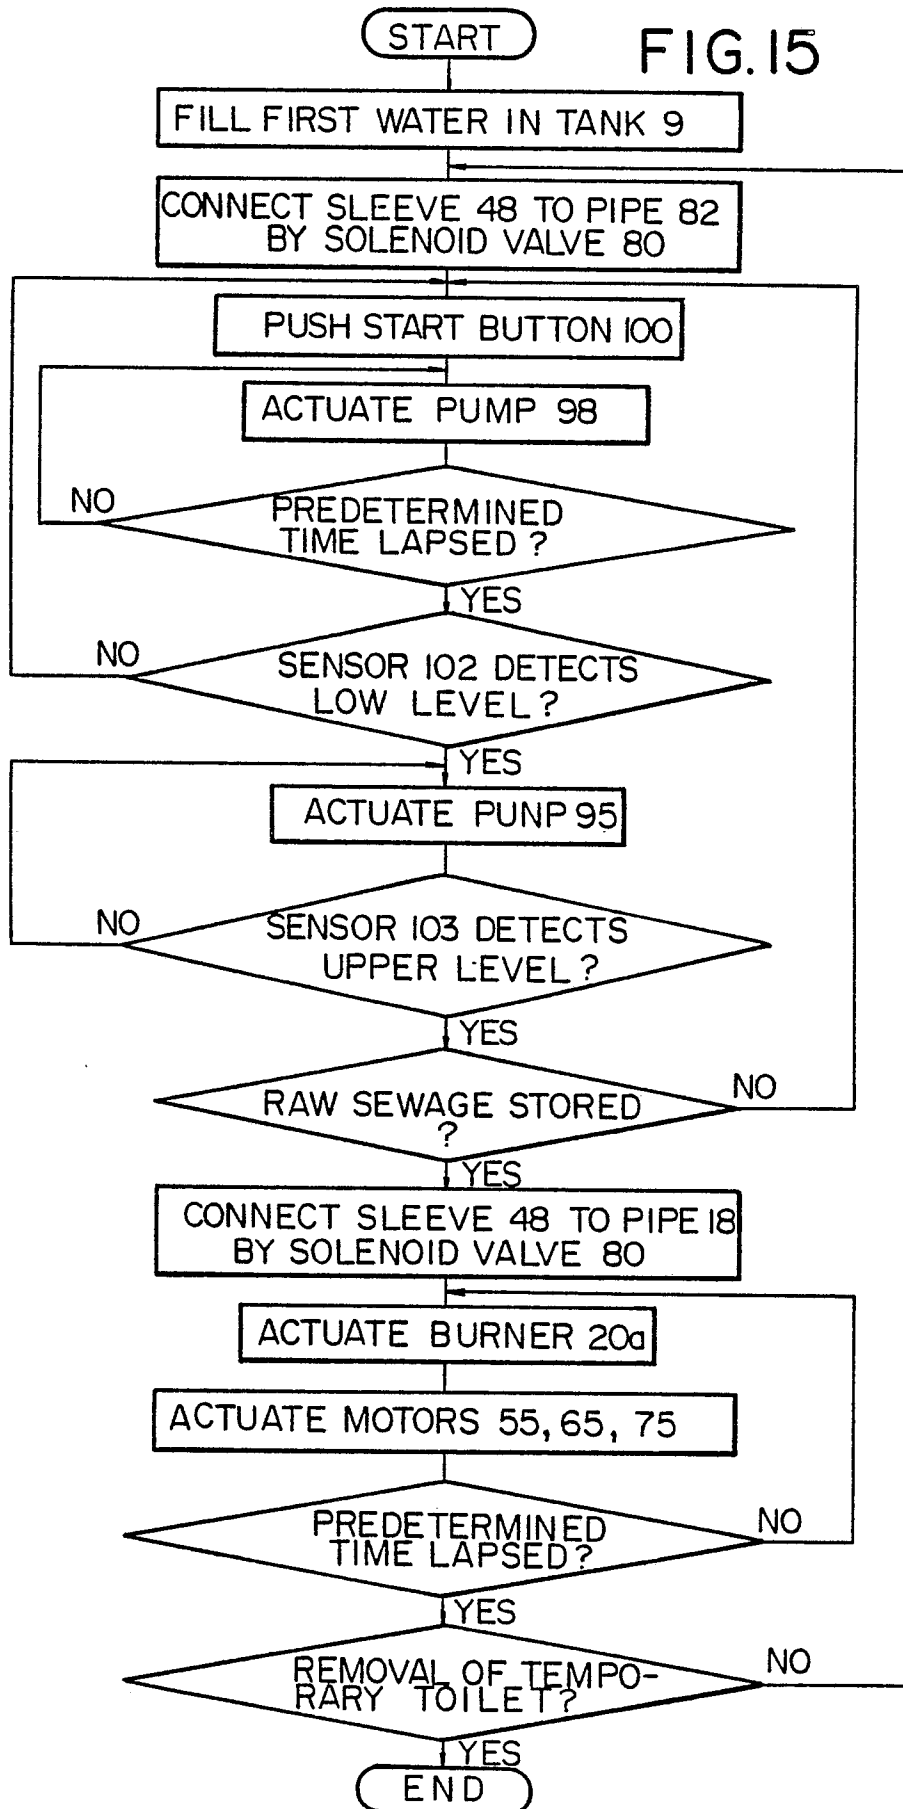 START
FIG. 15
FILL FIRST WATER IN TANK 9
CONNECT SLEEVE 48 TO PIPE 82
BY SOLENOID VALVE 80
PUSH START BUTTON 100
ACTUATE PUMP 98
NO
PREDETERMINED
TIME LAPSED ?
YES
NO
SENSOR 102 DETECTS
LOW LEVEL ?
YES
ACTUATE PUNP 95
NO
SENSOR 103 DETECTS
UPPER LEVEL ?
YES
RAW SEWAGE STORED
?
NO
YES
CONNECT SLEEVE 48 TO PIPE 18
BY SOLENOID VALVE 80
ACTUATE BURNER 20a
ACTUATE MOTORS 55, 65, 75
PREDETERMINED
TIME LAPSED?
NO
YES
REMOVAL OF TEMPO-
RARY TOILET?
NO
YES
END